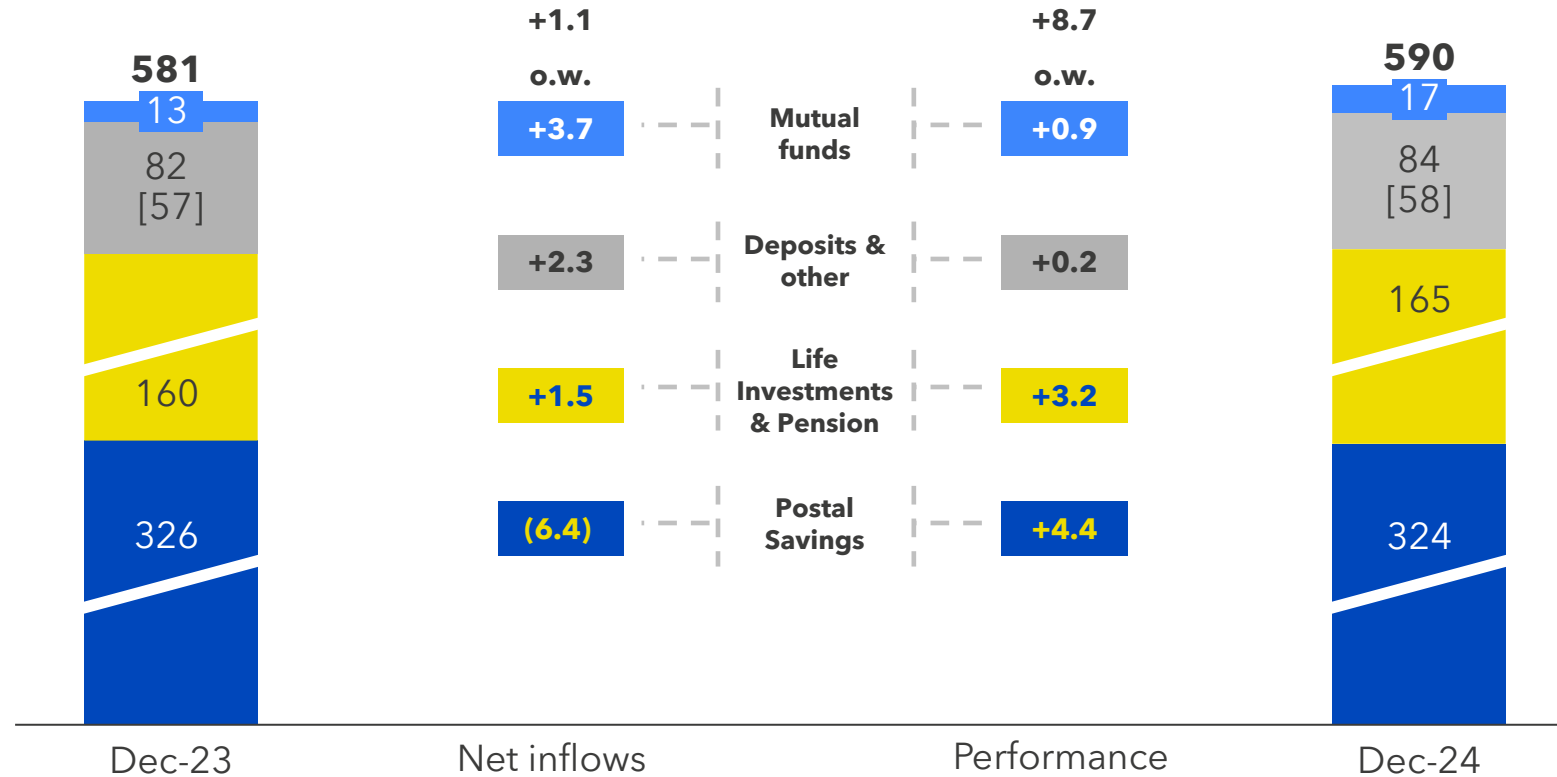 +1.1
+8.7
581
o.w.
o.w.
590
13
+3.7
Mutual
funds
+0.9
17
82
[57]
+2.3
Deposits &
other
+0.2
84
[58]
160
+1.5
Life
Investments
& Pension
+3.2
165
326
(6.4)
Postal
Savings
+4.4
324
Dec-23
Net inflows
Performance
Dec-24